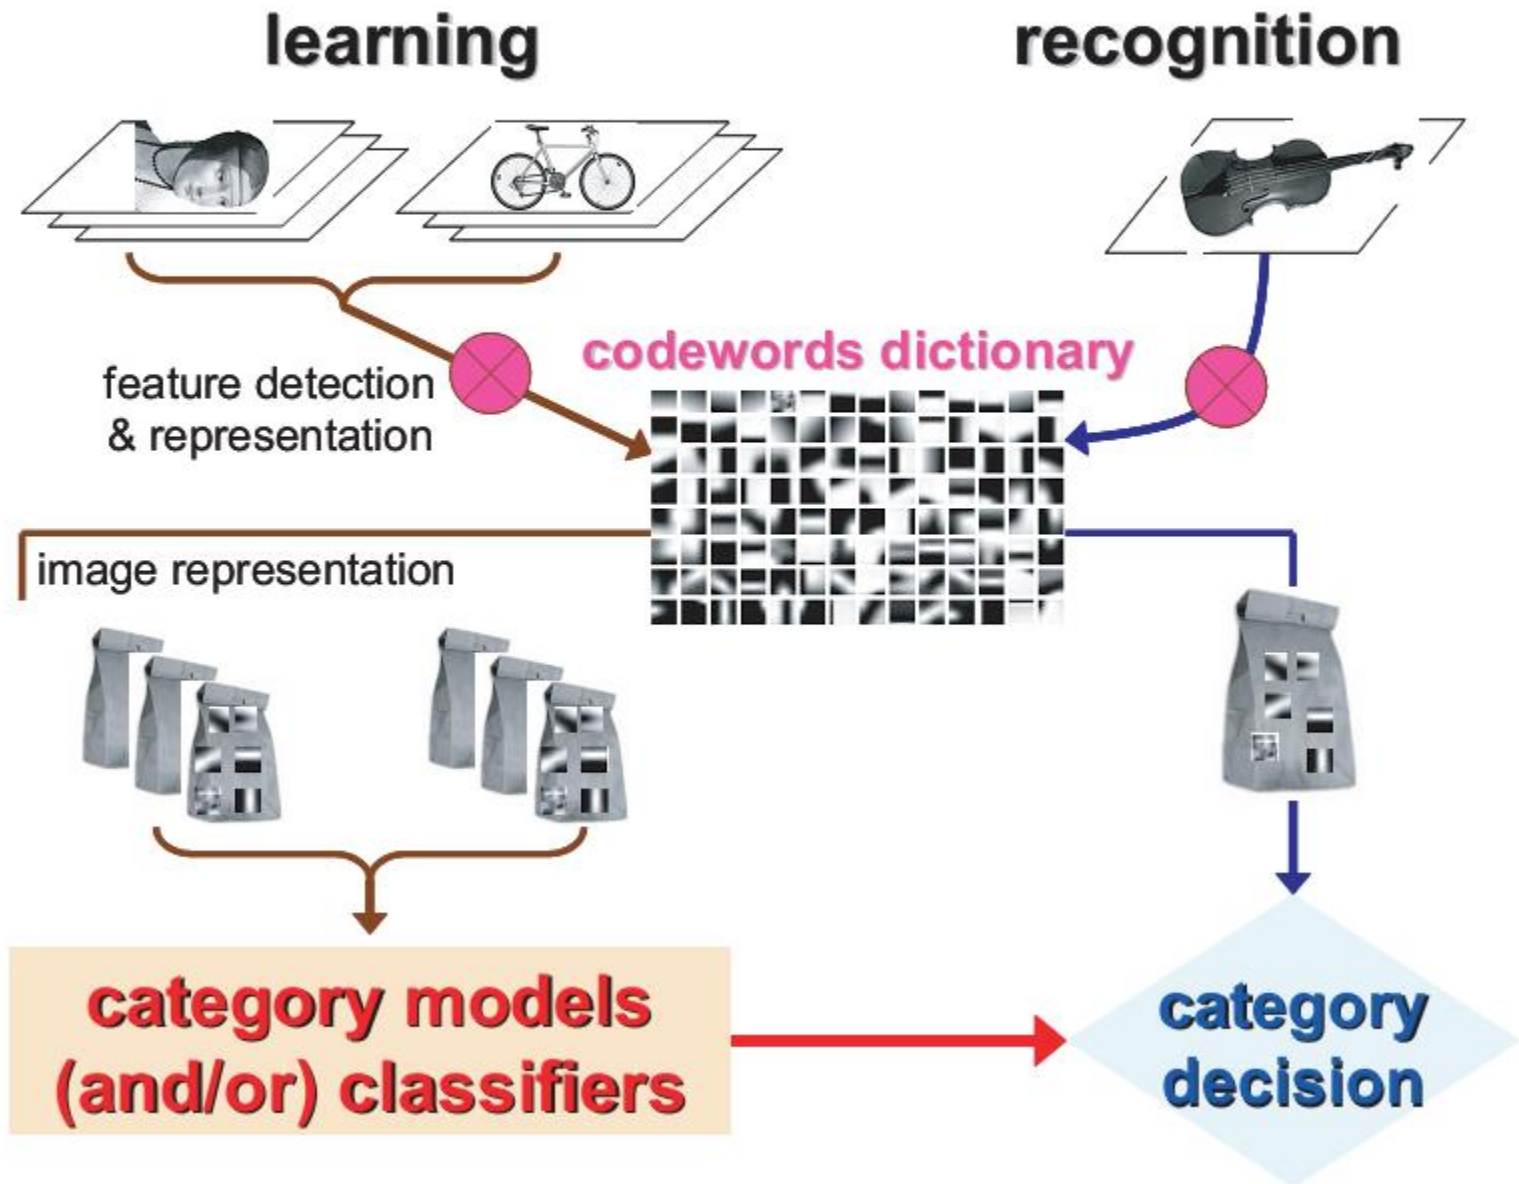 learning
recognition
codewords dictionary
feature detection
& representation
image representation
category models
(and/or) classifiers
category
decision